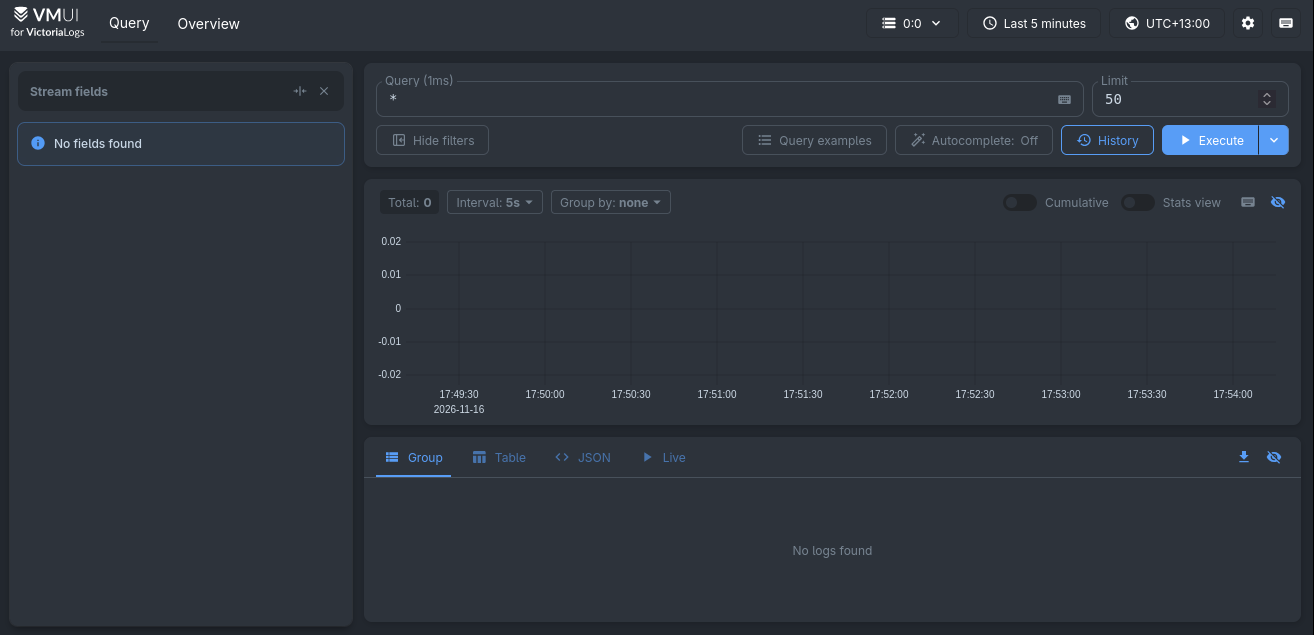 VMUI
for VictoriaLogs
Query
Overview
0:0
Last 5 minutes
UTC+13:00
Stream fields
No fields found
Query (1ms)
*
Limit
50
Hide filters
Query examples
Autocomplete: Off
History
Execute
Total: 0
Interval: 5s
Group by: none
Cumulative
Stats view
0.02
0.01
0
-0.01
-0.02
17:49:30
2026-11-16
17:50:00
17:50:30
17:51:00
17:51:30
17:52:00
17:52:30
17:53:00
17:53:30
17:54:00
Group
Table
JSON
Live
No logs found